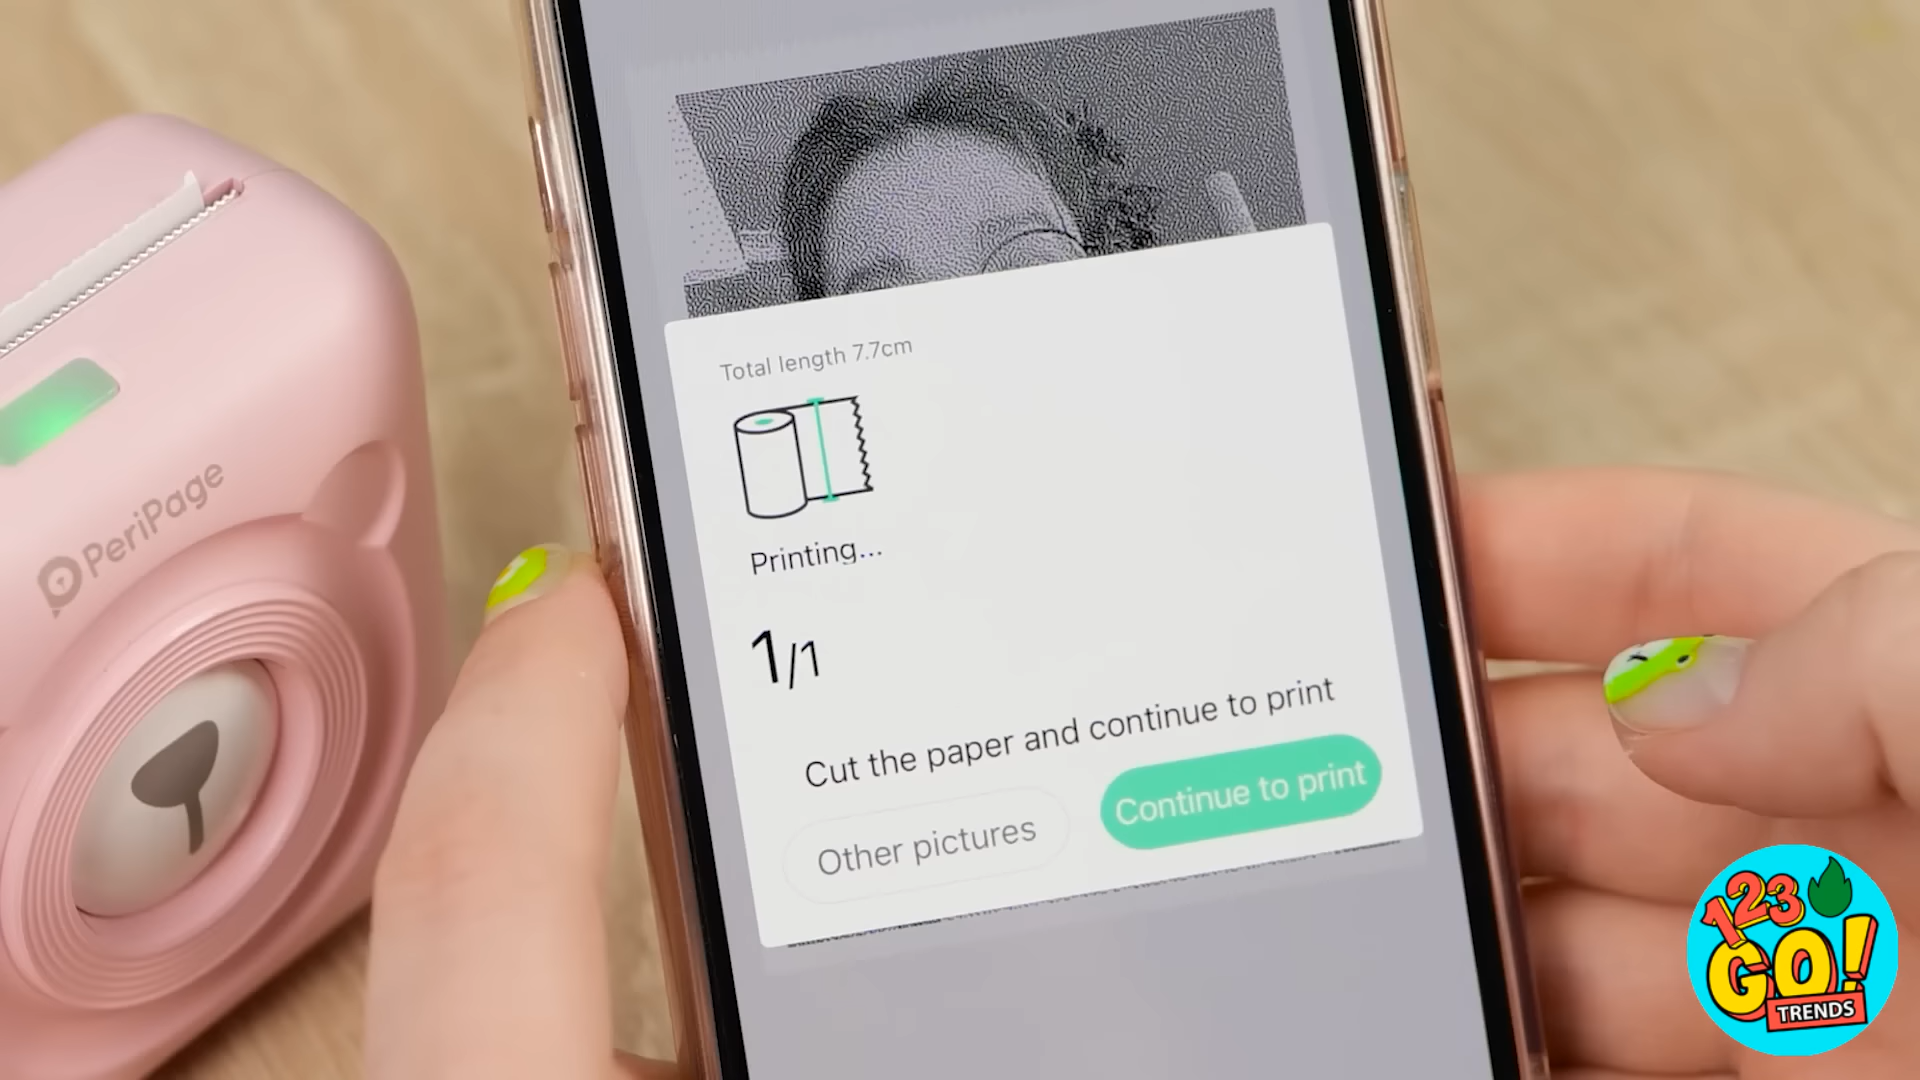 PeriPage
Total length 7.7cm
Printing...
1/1
Cut the paper and continue to print
Other pictures
Continue to print
123
GO!
TRENDS